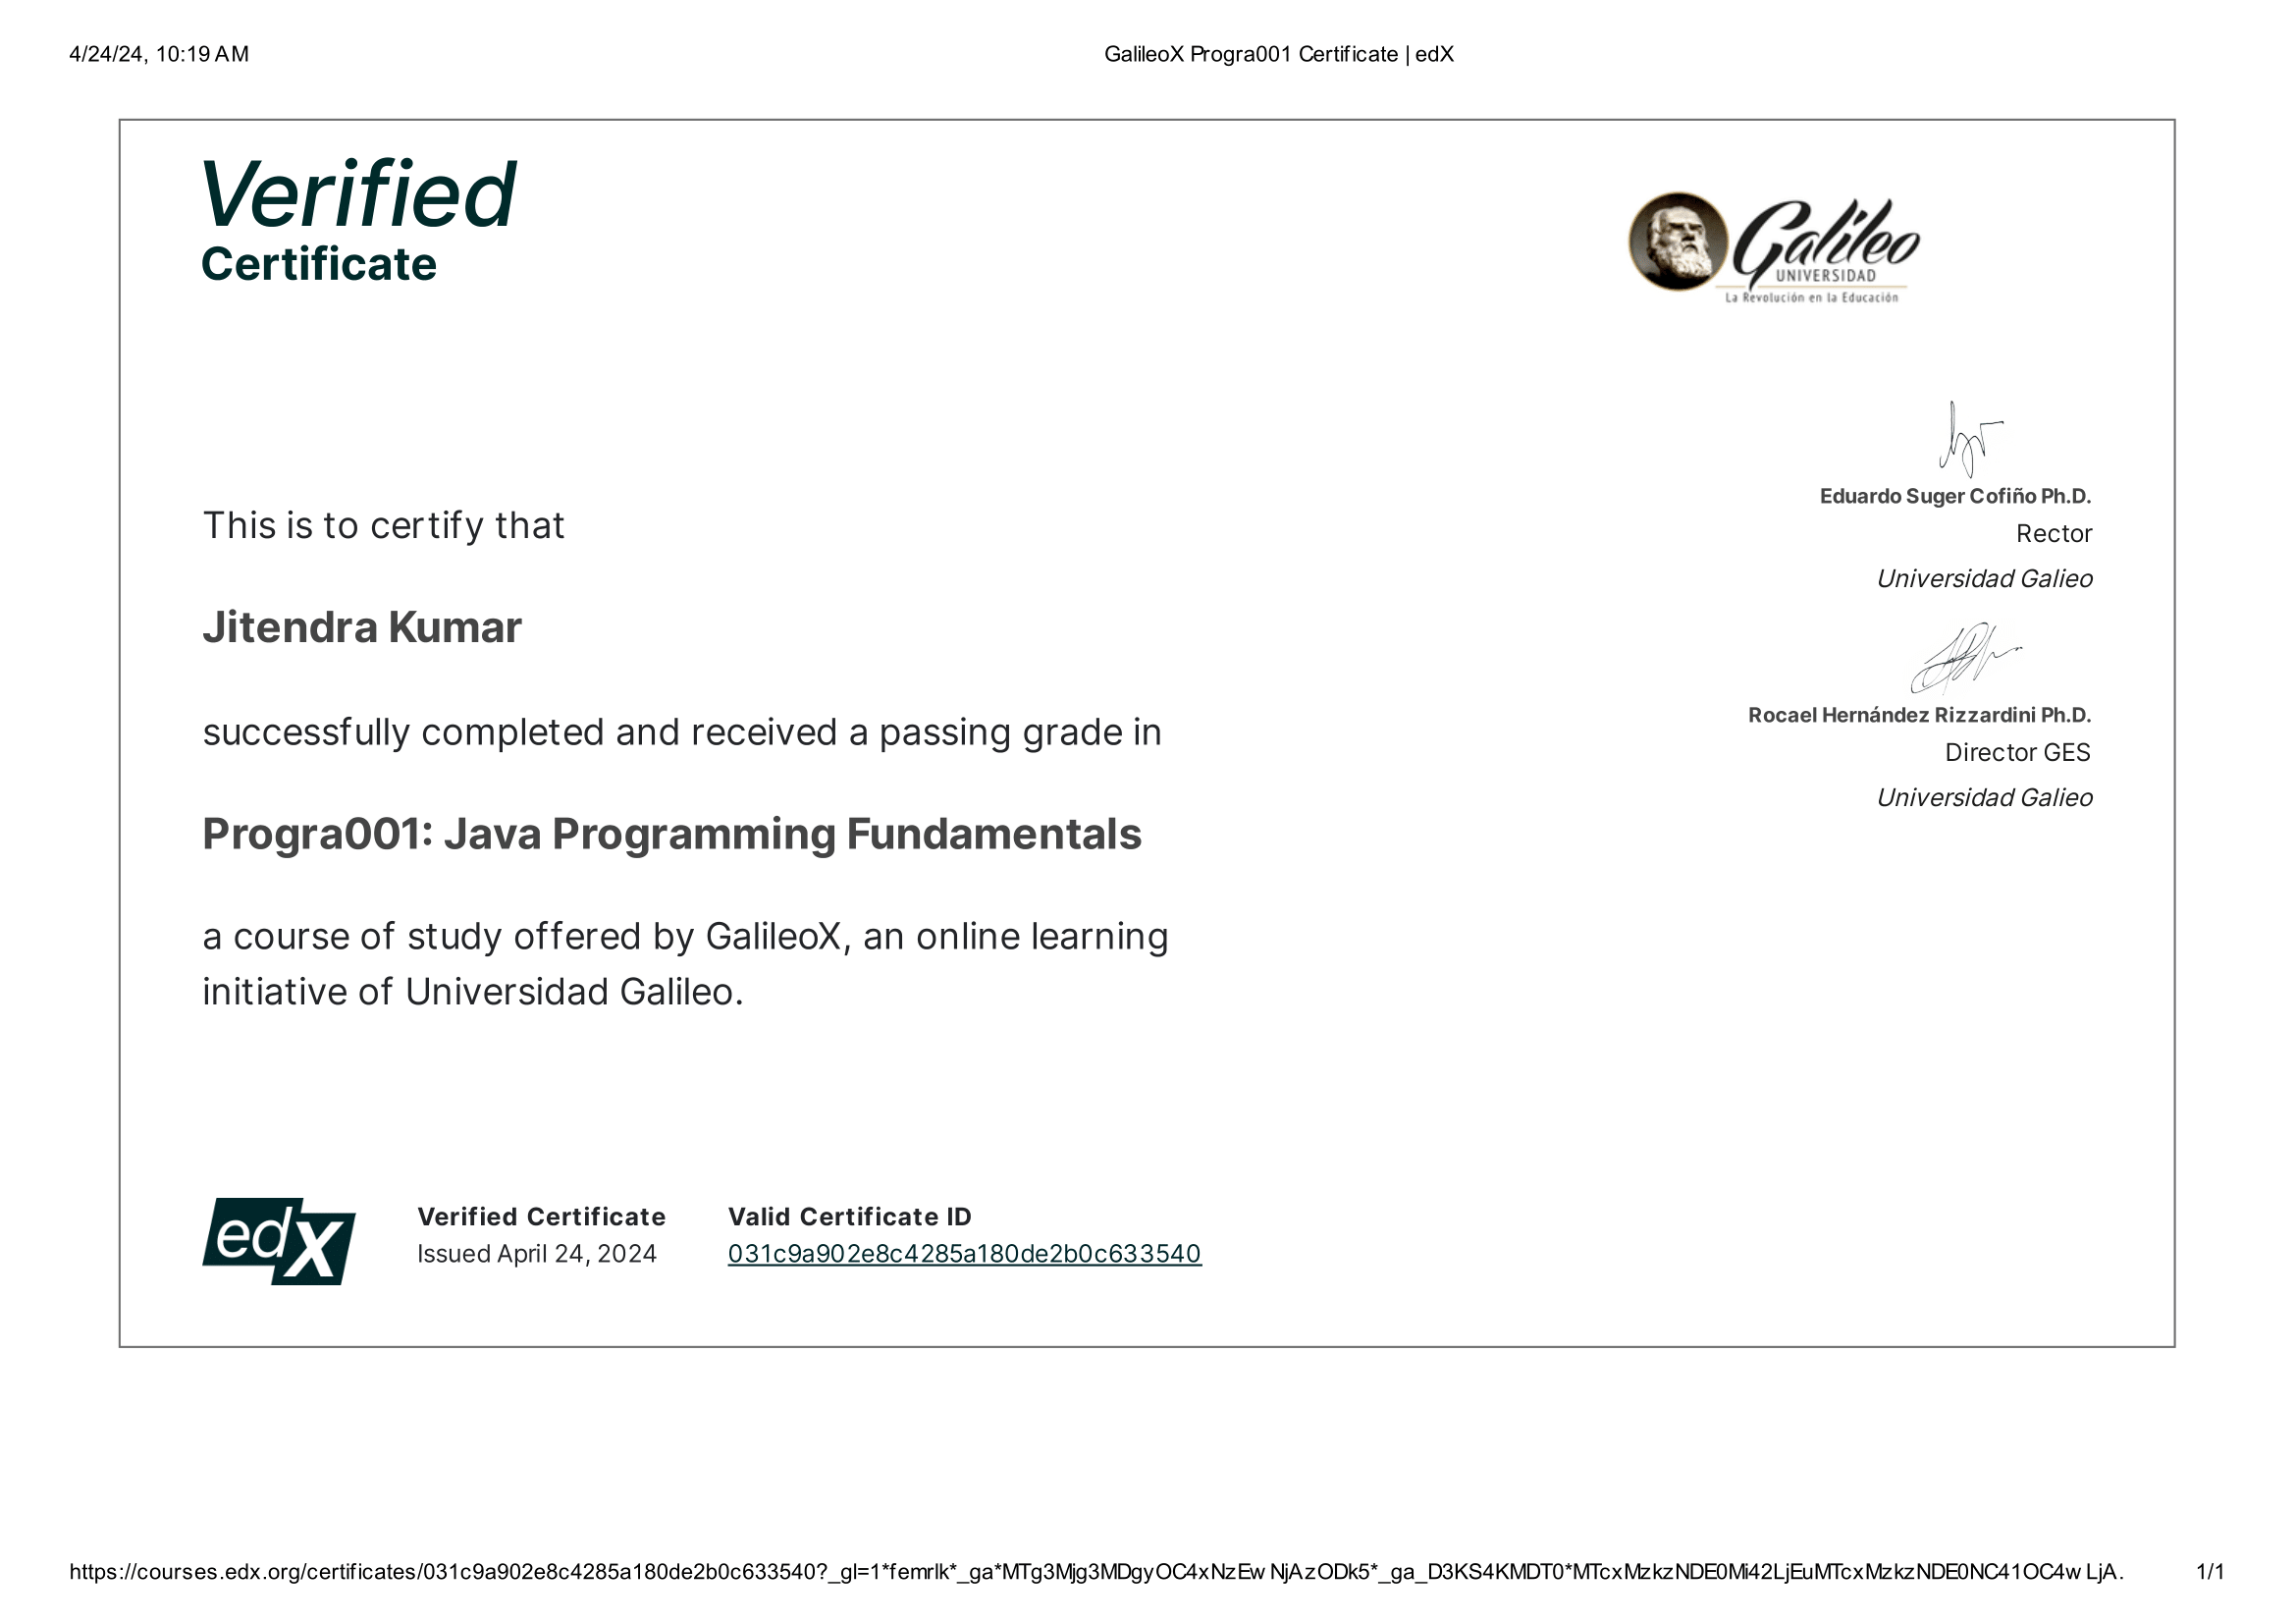 4/24/24, 10:19 AM
GalileoX Progra001 Certificate | edX
Verified
Certificate
Galileo
UNIVERSIDAD
La Revolución en la Educación
This is to certify that
Jitendra Kumar
successfully completed and received a passing grade in
Progra001: Java Programming Fundamentals
a course of study offered by GalileoX, an online learning
initiative of Universidad Galileo.
Eduardo Suger Cofiño Ph.D.
Rector
Universidad Galieo
Rocael Hernández Rizzardini Ph.D.
Director GES
Universidad Galieo
edX
Verified Certificate
Issued April 24, 2024
Valid Certificate ID
031c9a902e8c4285a180de2b0c633540
https://courses.edx.org/certificates/031c9a902e8c4285a180de2b0c633540?_gl=1*femrlk*_ga*MTg3Mjg3MDgyOC4xNzEwNjAzODk5*_ga_D3KS4KMDT0*MTcxMzkzNDE0Mi42LjEuMTcxMzkzNDE0NC41OC4wLjA.
1/1